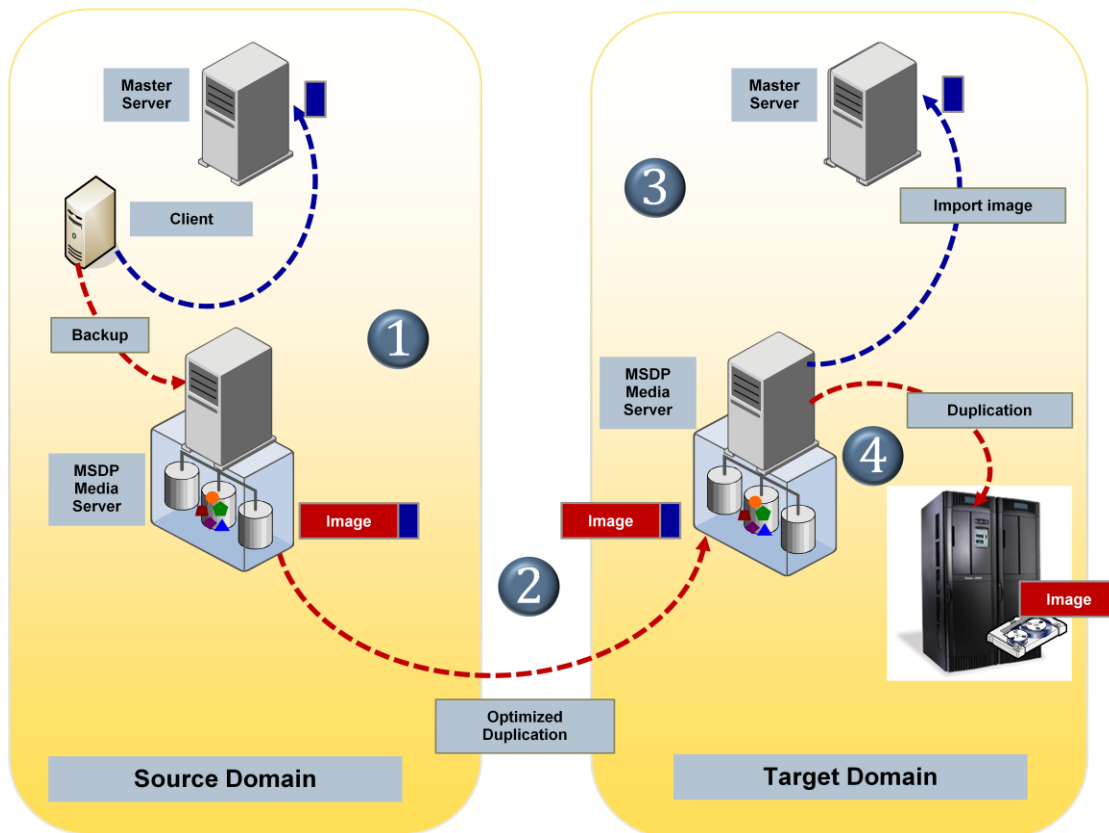 Master
Server
Client
Backup
1
MSDP
Media
Server
Image
2
Optimized
Duplication
Source Domain
Master
Server
3
Import image
MSDP
Media
Server
Duplication
4
Image
Image
Target Domain